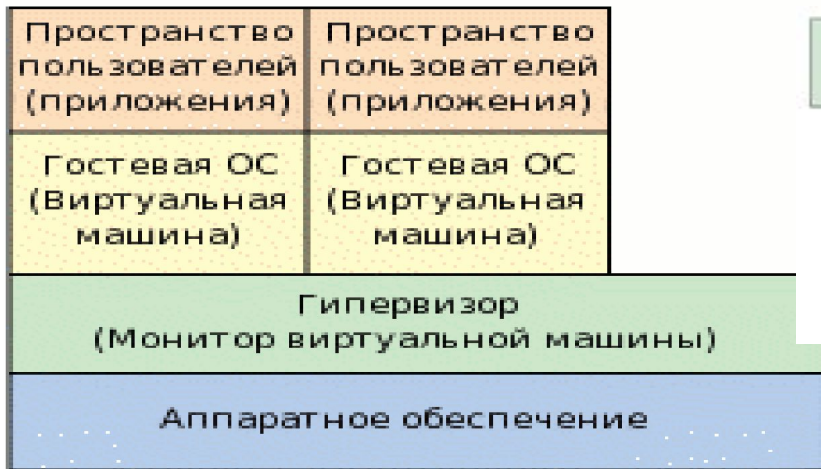 Пространство
пользователей
(приложения)
Пространство
пользователей
(приложения)
Гостевая ОС
(Виртуальная
машина)
Гостевая ОС
(Виртуальная
машина)
Гипервизор
(Монитор виртуальной машины)
Аппаратное обеспечение